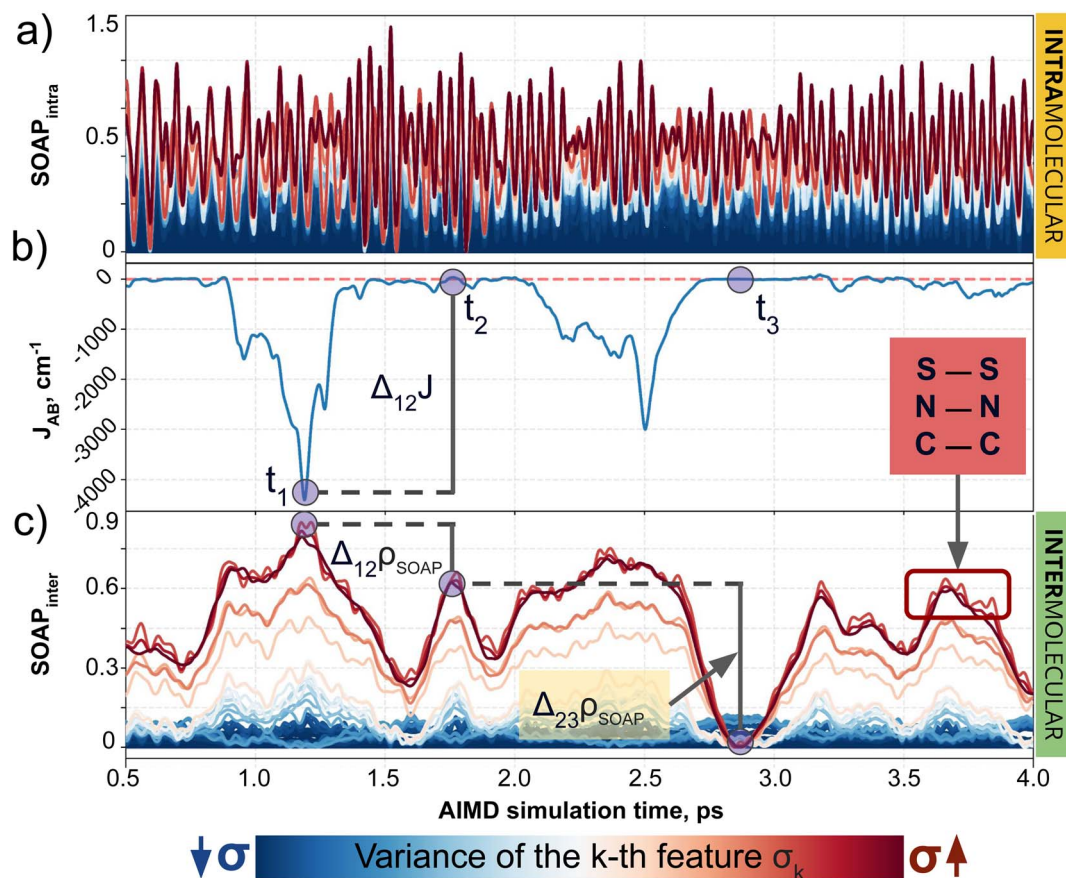 a)
1.5
0.5
0
SOAPintra
INTRAMOLECULAR
b)
0
-1000
-2000
-3000
-4000
JAB, cm-1
t1
t2
t3
Δ12J
S — S
N — N
C — C
c)
0.9
0.6
0.3
0
SOAPinter
INTERMOLECULAR
Δ12ρSOAP
Δ23ρSOAP
0.5 1.0 1.5 2.0 2.5 3.0 3.5 4.0
AIMD simulation time, ps
σ Variance of the k-th feature σk σ